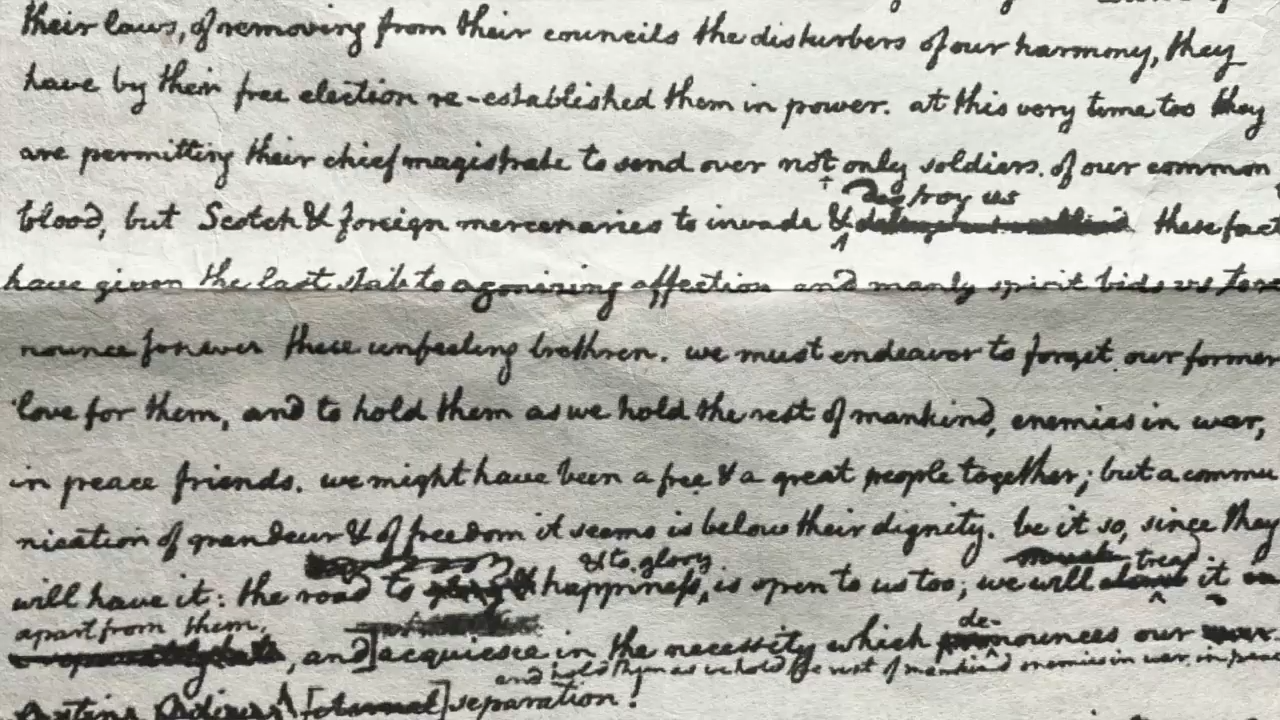 their laws, of removing from their councils the disturbers of our harmony, they
have by their free election re-established them in power. at this very time too they
are permitting their chief magistrate to send over not only soldiers of our common
destroy us
blood, but Scotch & foreign mercenaries to invade & these fact
have given the last stab to agonizing affection and manly spirit bids us to re
nounce forever these unfeeling brethren. we must endeavor to forget our former
love for them, and to hold them as we hold the rest of mankind, enemies in war,
in peace friends. we might have been a free & a great people together; but a commu
nication of grandeur & of freedom it seems is below their dignity. be it so, since they
& to glory must tread
will have it: the road to happiness, is open to us too; we will it
apart from them,
, and] acquiesce in the necessity which de-nounces our
and hold them as we hold the rest of mankind enemies in war, in peace
[eternal] separation!